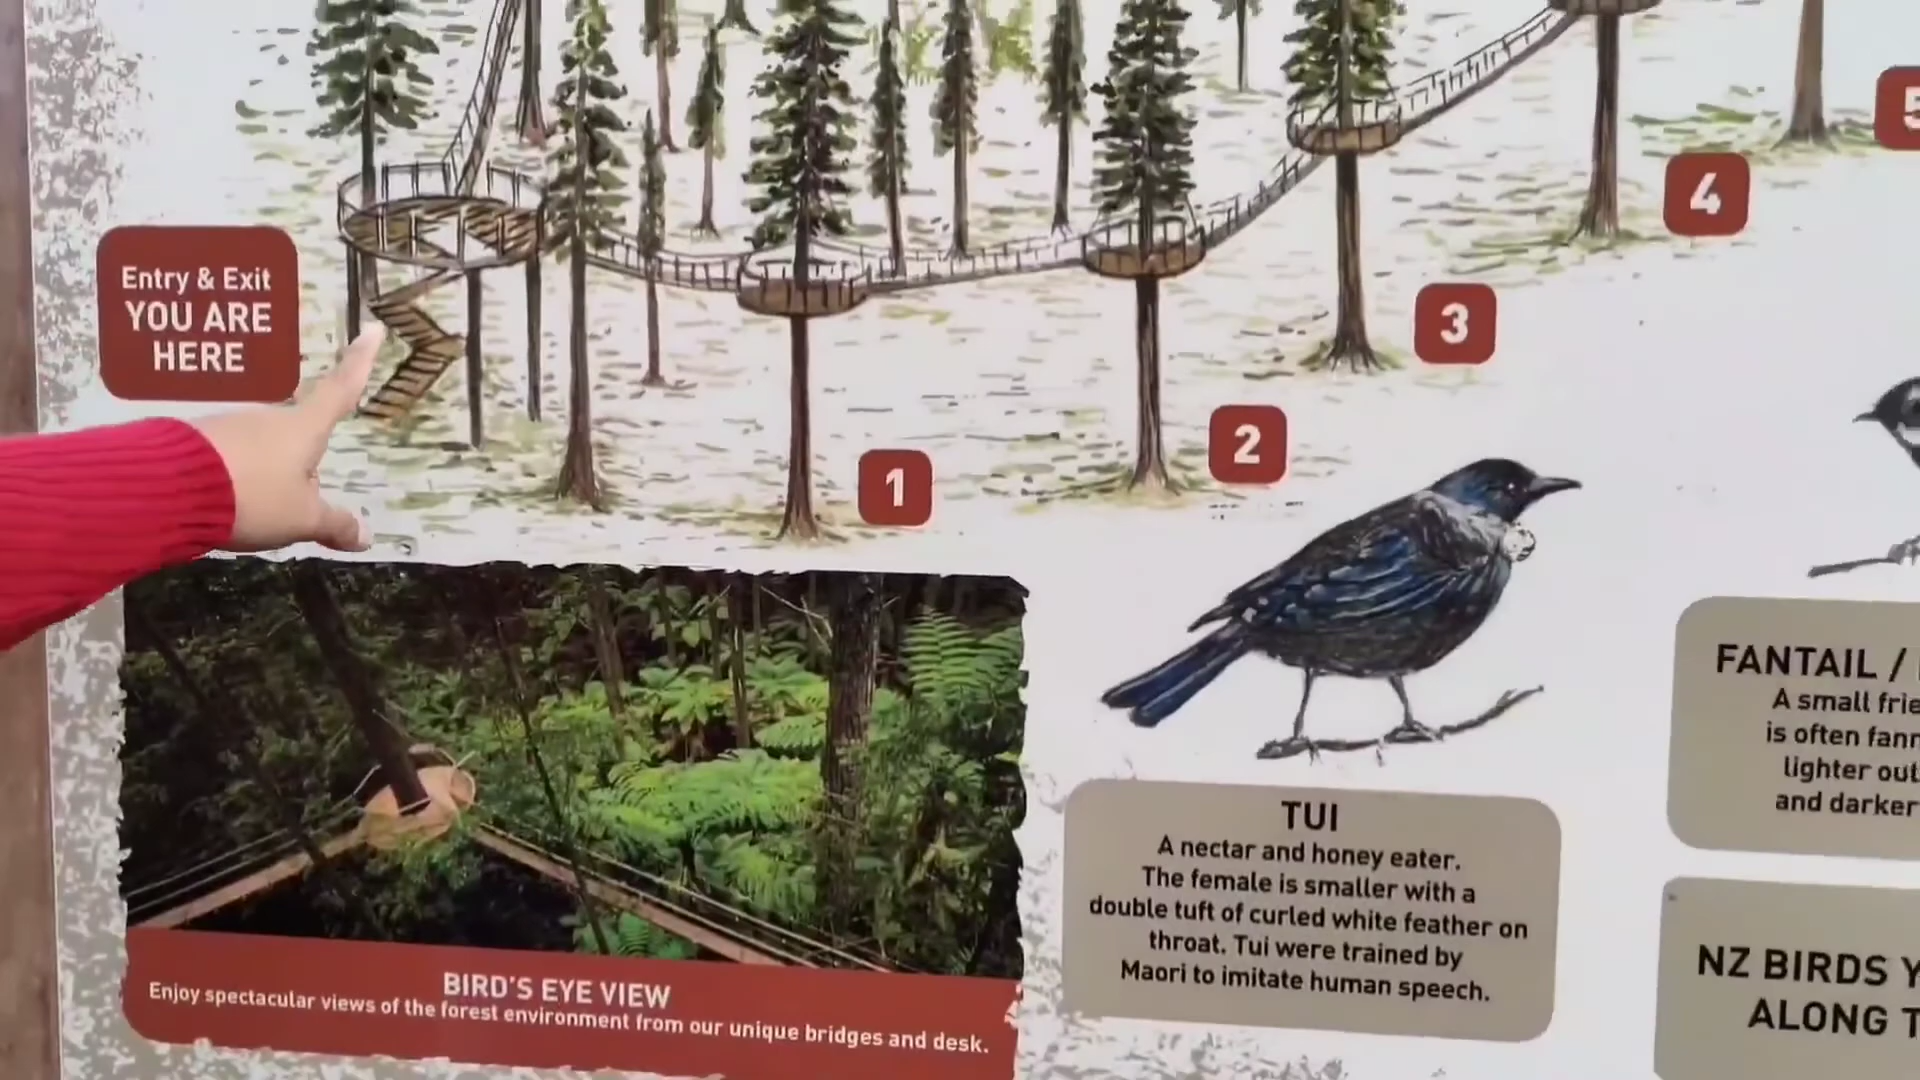 5
4
Entry & Exit
YOU ARE
HERE
3
2
1
FANTAIL /
A small
is often
lighter
and darker
TUI
A nectar and honey eater.
The female is smaller with a
double tuft of curled white feather on
throat. Tui were trained by
Maori to imitate human speech.
NZ BIRDS
ALONG
BIRD'S EYE VIEW
Enjoy spectacular views of the forest environment from our unique bridges and desk.